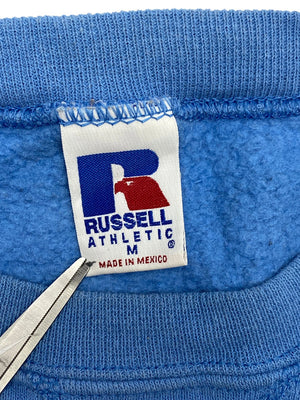 R
RUSSELL
ATHLETIC®
M
MADE IN MEXICO